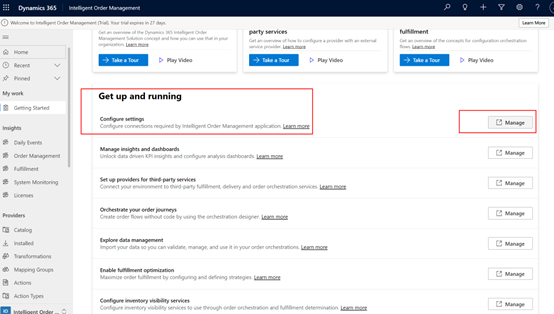 Dynamics 365
Intelligent Order Management
Intelligent Order Management (Trial). Your trial expires in 27 days.
Learn More
Home
Recent
Pinned
My work
Getting Started
Insights
Daily Events
Order Management
Fulfillment
System Monitoring
Licenses
Providers
Catalog
Installed
Transformations
Mapping Groups
Actions
Action Types
IO
Intelligent Order ...
Get an overview of the Dynamics 365 Intelligent Order
Management Solution concept and how you can use that in your
organization. Learn more
Take a Tour
Play Video
party services
Get an overview of how to configure a provider with an external
service provider. Learn more
Take a Tour
Play Video
fulfillment
Get an overview of the concepts for configuration orchestration
flows. Learn more
Take a Tour
Play Video
Get up and running
Configure settings
Configure connections required by Intelligent Order Management application. Learn more
Manage
Manage insights and dashboards
Unlock data driven KPI insights and configure analysis dashboards. Learn more
Manage
Set up providers for third-party services
Connect your environment to third-party fulfillment, delivery and order orchestration services. Learn more
Manage
Orchestrate your order journeys
Create order flows without code by using the orchestration designer. Learn more
Manage
Explore data management
Import your data so you can validate, manage, and use it in your order orchestrations. Learn more
Manage
Enable fulfillment optimization
Maximize order fulfillment by configuring and defining strategies. Learn more
Manage
Configure inventory visibility services
Configure inventory visibility services to use through order orchestration and fulfillment determination. Learn more
Manage